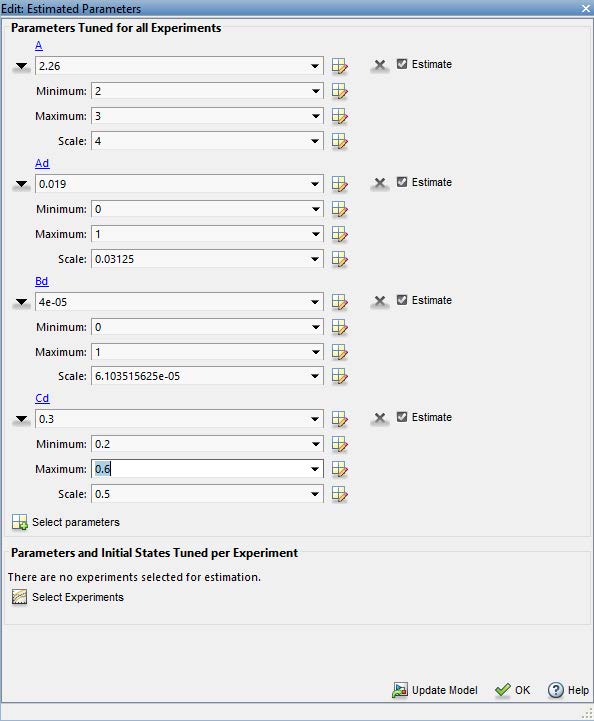 Edit: Estimated Parameters
Parameters Tuned for all Experiments
A
2.26 Estimate
Minimum: 2
Maximum: 3
Scale: 4
Ad
0.019 Estimate
Minimum: 0
Maximum: 1
Scale: 0.03125
Bd
4e-05 Estimate
Minimum: 0
Maximum: 1
Scale: 6.103515625e-05
Cd
0.3 Estimate
Minimum: 0.2
Maximum: 0.6
Scale: 0.5
Select parameters
Parameters and Initial States Tuned per Experiment
There are no experiments selected for estimation.
Select Experiments
Update Model OK Help